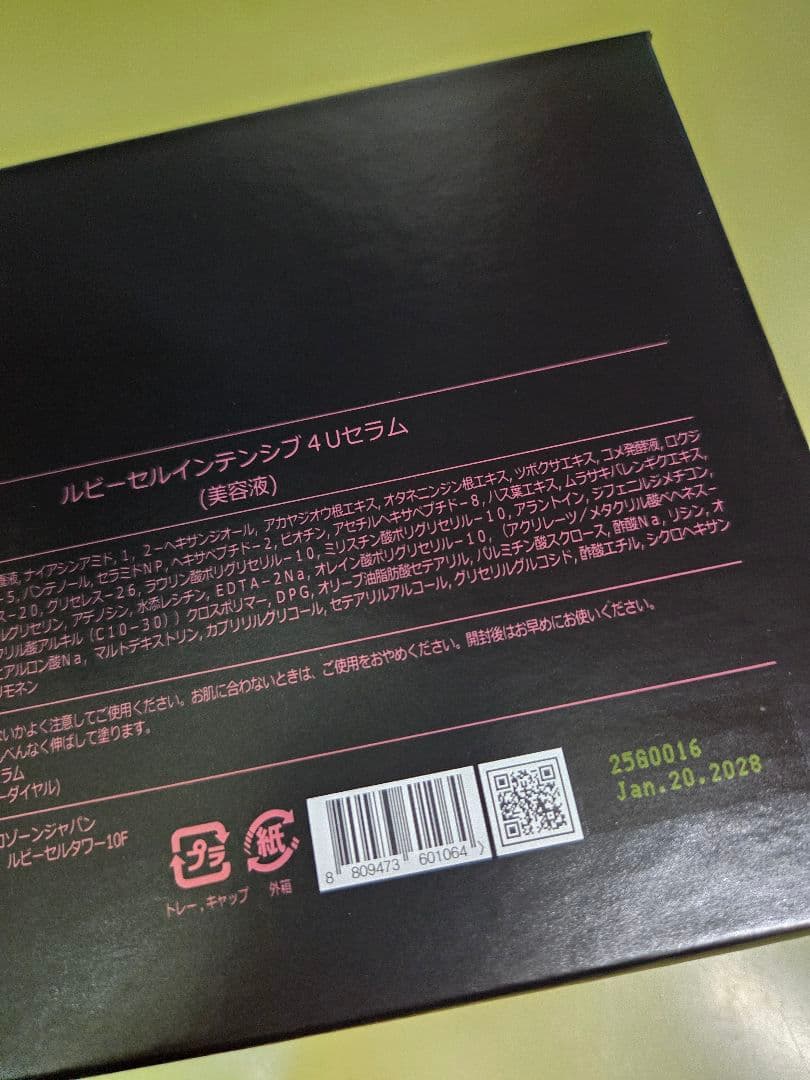 ルビーセルインテンシブ４Ｕセラム
(美容液)
ナイアシンアミド, 1, 2－ヘキサンジオール, アカヤジオウ根エキス, オタネニンジン根エキス, ツボクサエキス, コメ発酵液, ロクジ
－5, パンテノール, セラミドNP, ヘキサペプチド－2, ビオチン, アセチルヘキサペプチド－8, ハス葉エキス, ムラサキバレンギクエキス,
ス－20, グリセレス－26, ラウリン酸ポリグリセリル－10, ミリスチン酸ポリグリセリル－10, アラントイン, ジフェニルジメチコン,
ルグリセリン, アデノシン, 水添レシチン, EDTA－2Na, オレイン酸ポリグリセリル－10, (アクリレーツ／メタクリル酸ベヘネス－
クリル酸アルキル (C10－30)) クロスポリマー, DPG, オリーブ油脂肪酸セテアリル, パルミチン酸スクロース, 酢酸Na, リシン, オ
ヒアルロン酸Na, マルトデキストリン, カプリリルグリコール, セテアリルアルコール, グリセリルグルコシド, 酢酸エチル, シクロヘキサン
リモネン
ないかよく注意してご使用ください。お肌に合わないときは、ご使用をおやめください。開封後はお早めにお使いください。
べんなく伸ばして塗ります。
ラム
ーダイヤル)
コゾーンジャパン
ルビーセルタワー10F
プラ
紙
トレー, キャップ
外箱
8 809473 601064
25G0016
Jan.20.2028